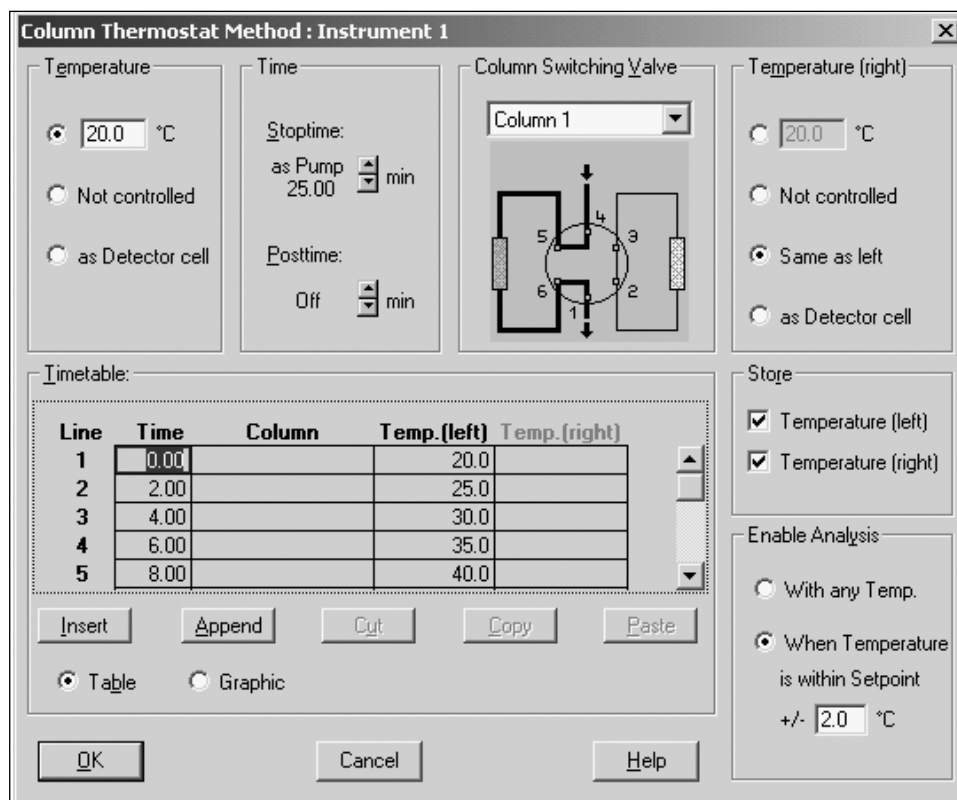 Column Thermostat Method : Instrument 1
Temperature
20.0 °C
Not controlled
as Detector cell
Time
Stoptime:
as Pump
25.00 min
Posttime:
Off min
Column Switching Valve
Column 1
4
5 3
6 2
1
Temperature (right)
20.0 °C
Not controlled
Same as left
as Detector cell
Timetable:
Line Time Column Temp.(left) Temp.(right)
1 0.00 20.0
2 2.00 25.0
3 4.00 30.0
4 6.00 35.0
5 8.00 40.0
Insert Append Cut Copy Paste
Table Graphic
Store
Temperature (left)
Temperature (right)
Enable Analysis
With any Temp.
When Temperature
is within Setpoint
+/- 2.0 °C
OK Cancel Help